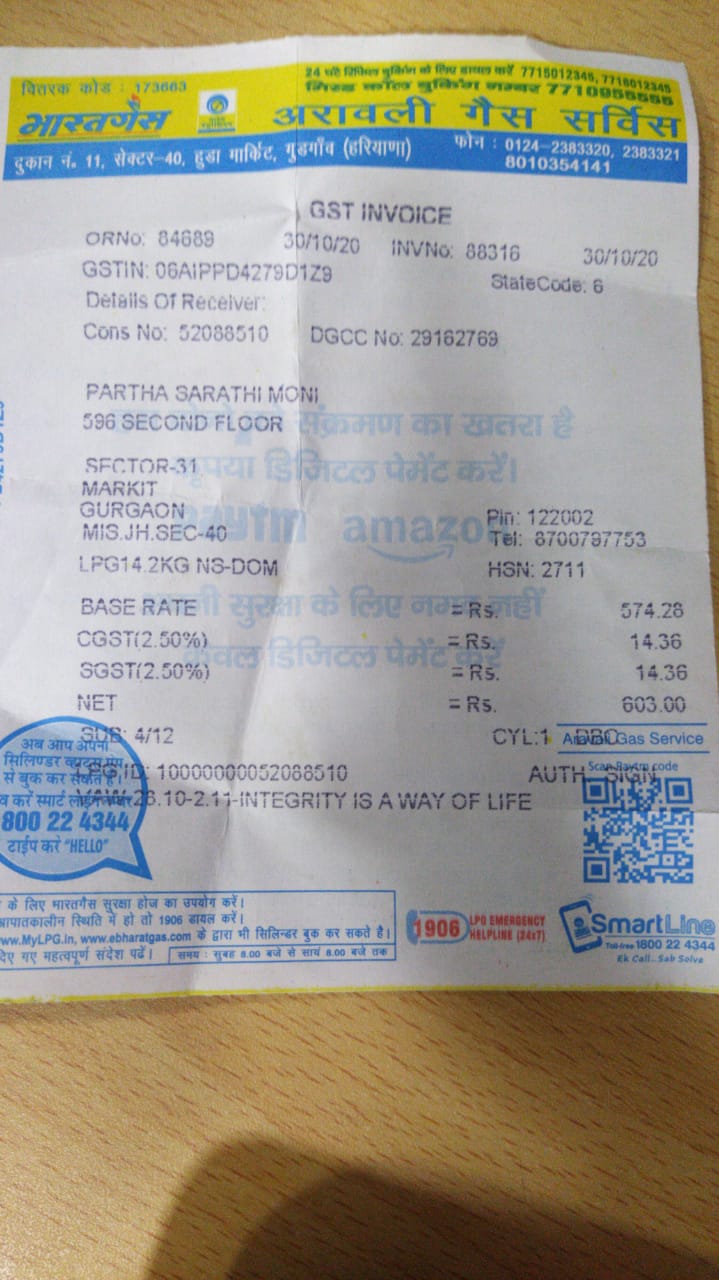 वितरक कोड : 173663
24 घंटे रिफिल बुकिंग के लिए डायल करें 7715012345, 7718012345
मिस्ड कॉल बुकिंग नम्बर 7710955555
भारतगैस
अरावली गैस सर्विस
दुकान नं. 11, सेक्टर-40, हुडा मार्किट, गुड़गाँव (हरियाणा)
फोन : 0124-2383320, 2383321
8010354141
GST INVOICE
ORNo: 84689 30/10/20 INVNo: 88316 30/10/20
GSTIN: 06AIPPD4279D1Z9 StateCode: 6
Details Of Receiver:
Cons No: 52088510 DGCC No: 29162769
PARTHA SARATHI MONI
596 SECOND FLOOR
संक्रमण का खतरा है
SECTOR-31
कृपया डिजिटल पेमेंट करें।
MARKIT
GURGAON Pin: 122002
paytm amazon
MIS.JH.SEC-40 Tel: 8700797753
LPG14.2KG NS-DOM HSN: 2711
सुरक्षा के लिए नगद नहीं
BASE RATE = Rs. 574.28
CGST(2.50%) = Rs. 14.36
केवल डिजिटल पेमेंट करें
SGST(2.50%) = Rs. 14.36
NET = Rs. 603.00
SUB: 4/12 CYL:1 DBC
Aravali Gas Service
LPG ID: 10000000052088510 AUTH. SIGN
Scan Paytm code
26.10-2.11-INTEGRITY IS A WAY OF LIFE
अब आप अपना
सिलिण्डर
से बुक कर सकते है।
करें स्मार्ट
800 22 4344
टाईप करे "HELLO"
के लिए भारतगैस सुरक्षा होज का उपयोग करें।
आपातकालीन स्थिति में हो तो 1906 डायल करें।
www.MyLPG.in, www.ebharatgas.com के द्वारा भी सिलिन्डर बुक कर सकते है।
दिए गए महत्वपूर्ण संदेश पढें।
समय : सुबह 8.00 बजे से सायं 8.00 बजे तक
1906 LPG EMERGENCY
HELPLINE (24x7)
SmartLine
Toll-free 1800 22 4344
Ek Call.. Sab Solve